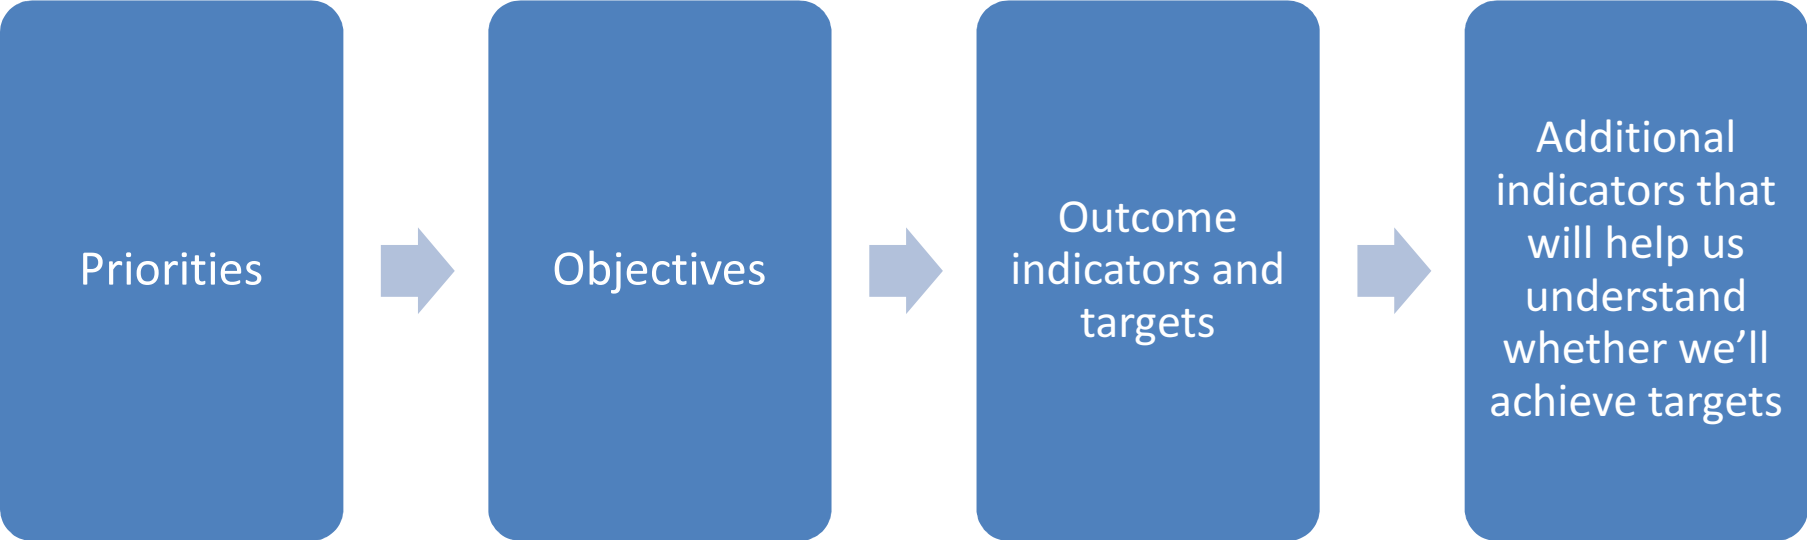 Priorities
Objectives
Outcome
indicators and
targets
Additional
indicators that
will help us
understand
whether we’ll
achieve targets